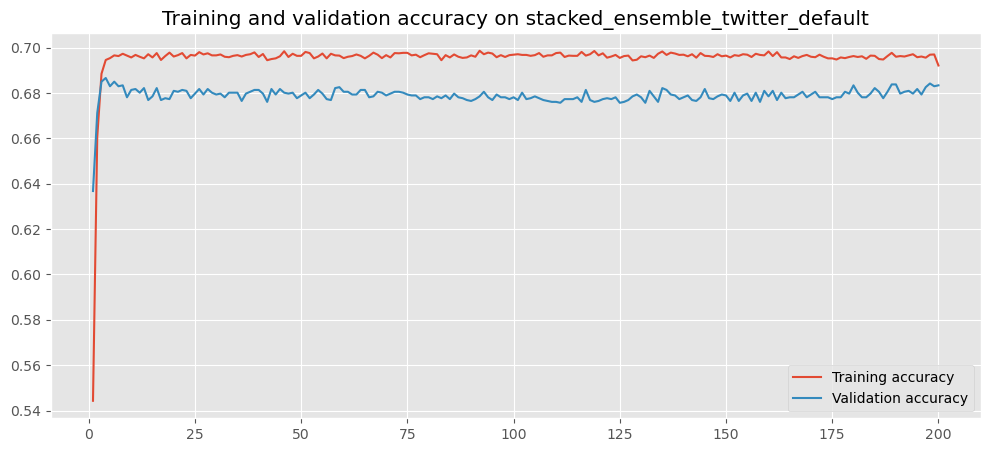 Training and validation accuracy on stacked_ensemble_twitter_default
0.70
0.68
0.66
0.64
0.62
0.60
0.58
0.56
0.54
Training accuracy
Validation accuracy
0 25 50 75 100 125 150 175 200